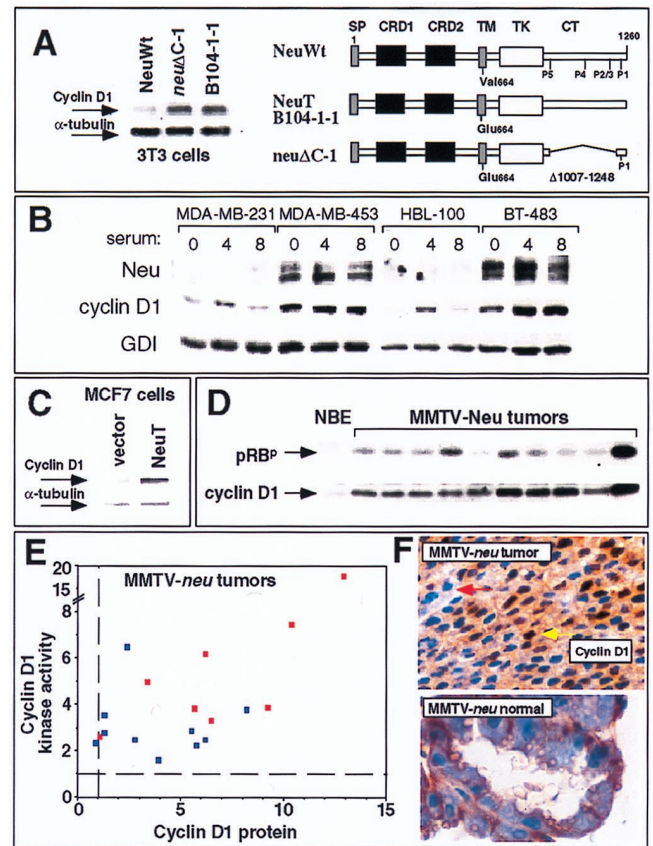 A
NeuWt
neuΔC-1
B104-1-1
Cyclin D1
α-tubulin
3T3 cells
SP CRD1 CRD2 TM TK CT
1 1260
NeuWt
P5 P4 P2/3 P1
Val664
NeuT
B104-1-1
Glu664
neuΔC-1
P1
Glu664 Δ1007-1248
B
MDA-MB-231 MDA-MB-453 HBL-100 BT-483
serum: 0 4 8 0 4 8 0 4 8 0 4 8
Neu
cyclin D1
GDI
C
MCF7 cells
vector
NeuT
Cyclin D1
α-tubulin
D
NBE MMTV-Neu tumors
pRBp
cyclin D1
E
MMTV-neu tumors
20
15
8
6
4
2
0
Cyclin D1
kinase activity
0 5 10 15
Cyclin D1 protein
F
MMTV-neu tumor
Cyclin D1
MMTV-neu normal